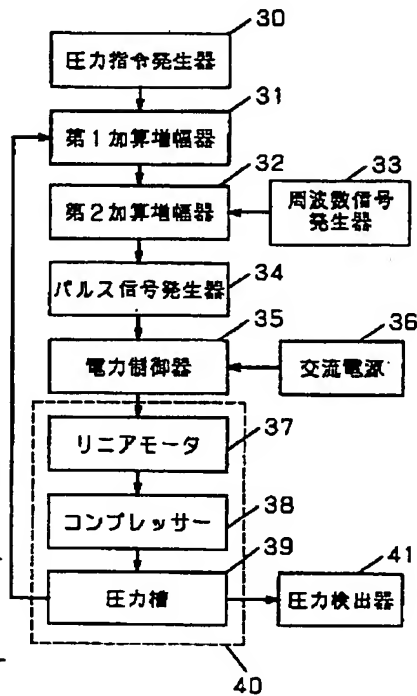 30
圧力指令発生器
31
第1加算増幅器
32
第2加算増幅器
33
周波数信号
発生器
34
パルス信号発生器
35
電力制御器
36
交流電源
37
リニアモータ
38
コンプレッサー
39
圧力槽
41
圧力検出器
40